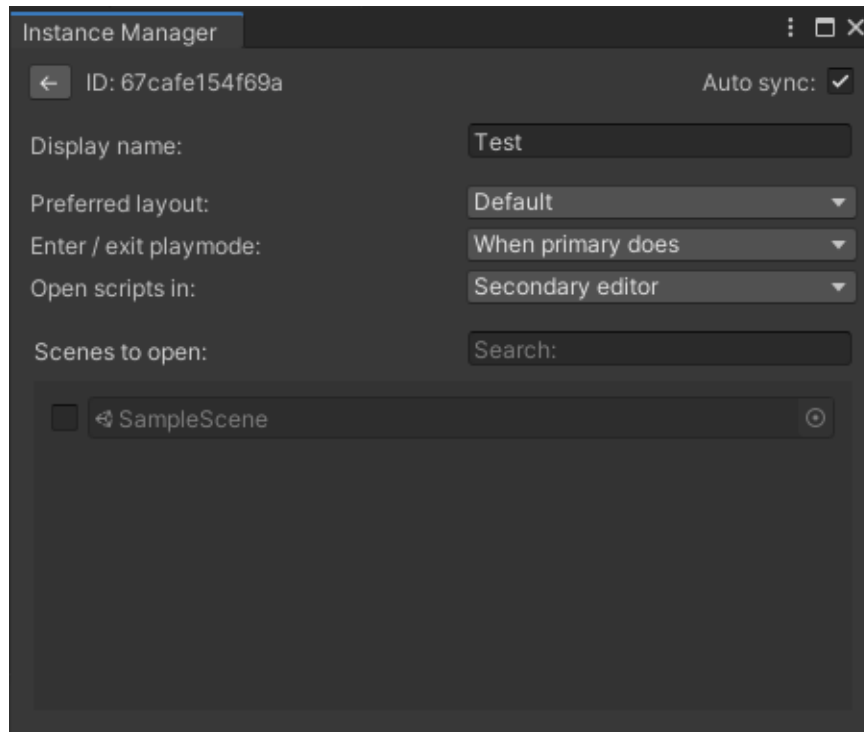 Instance Manager
ID: 67cafe154f69a
Auto sync:
Display name:
Test
Preferred layout:
Default
Enter / exit playmode:
When primary does
Open scripts in:
Secondary editor
Scenes to open:
Search:
SampleScene